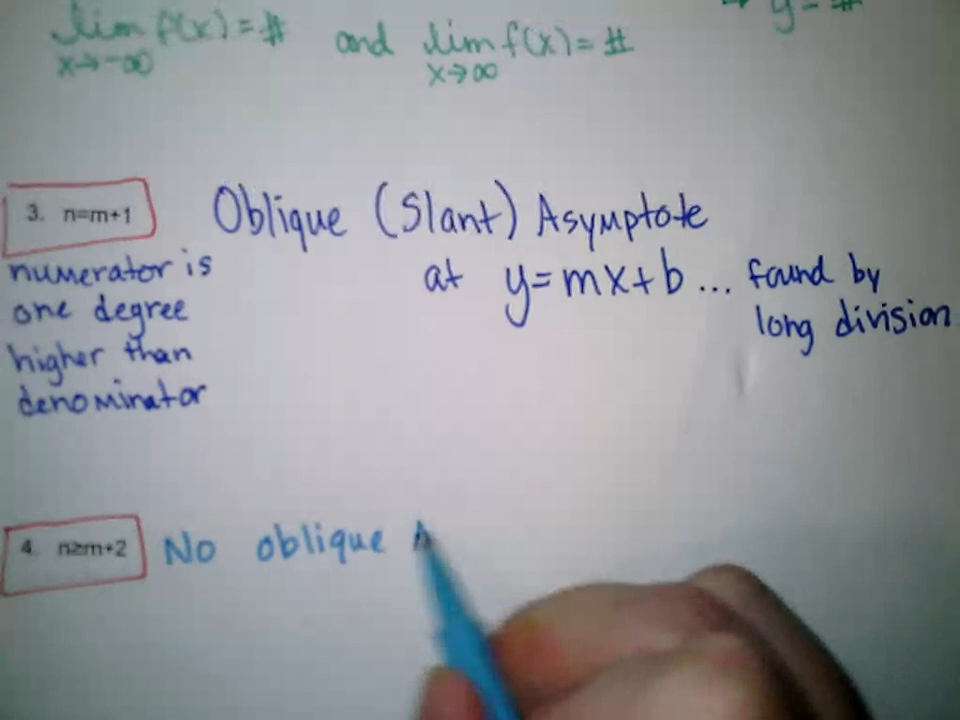 lim f(x) = # and lim f(x) = # → y = #
x→-∞ x→∞
3. n=m+1 Oblique (Slant) Asymptote
numerator is at y = mx + b ... found by
one degree long division
higher than
denominator
4. n≥m+2 No oblique A